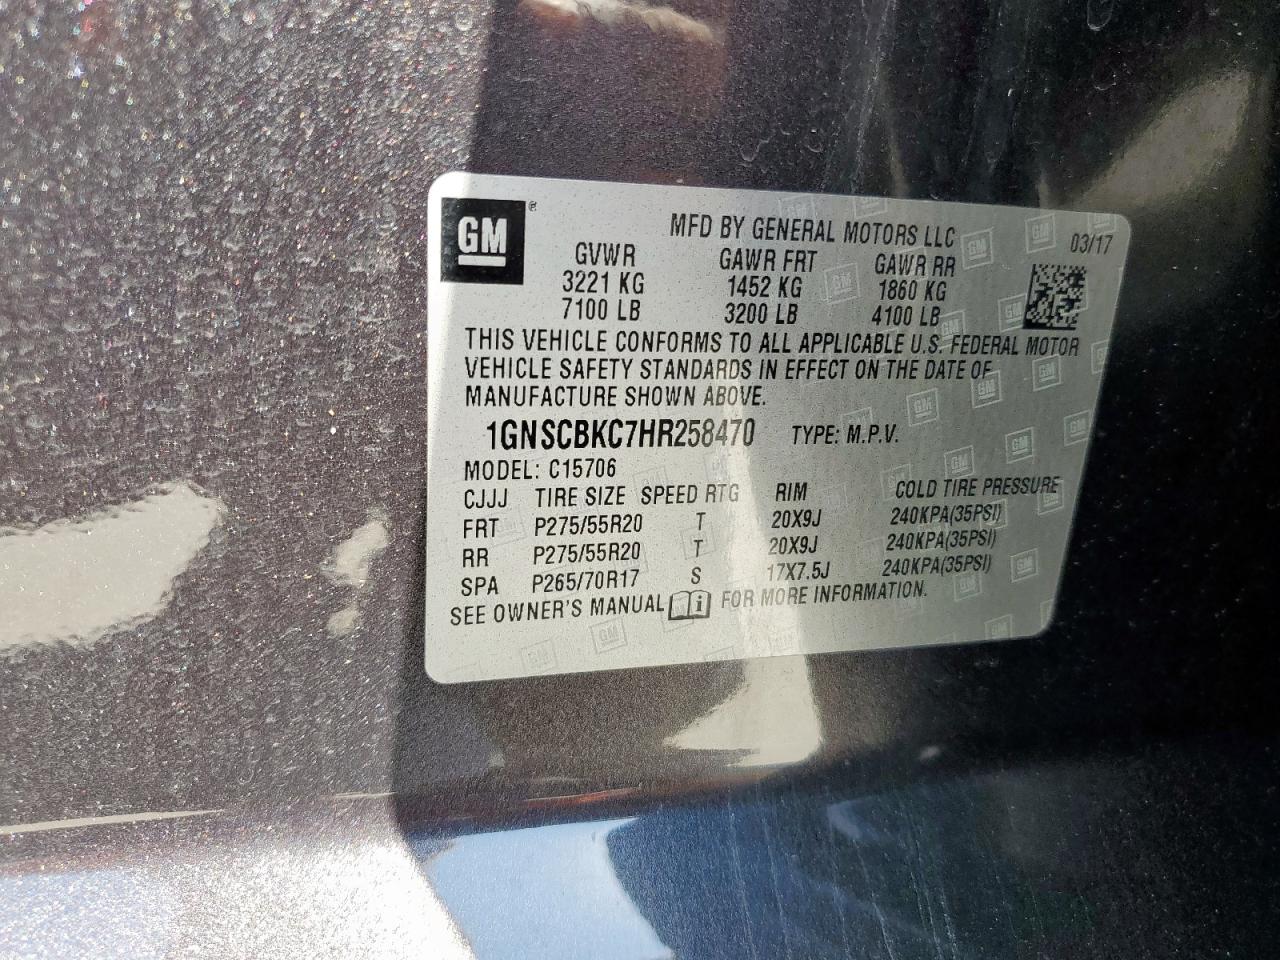 GM ®
MFD BY GENERAL MOTORS LLC 03/17
GVWR GAWR FRT GAWR RR
3221 KG 1452 KG 1860 KG
7100 LB 3200 LB 4100 LB
THIS VEHICLE CONFORMS TO ALL APPLICABLE U.S. FEDERAL MOTOR
VEHICLE SAFETY STANDARDS IN EFFECT ON THE DATE OF
MANUFACTURE SHOWN ABOVE.
1GNSCBKC7HR258470 TYPE: M.P.V.
MODEL: C15706
CJJJ TIRE SIZE SPEED RTG RIM COLD TIRE PRESSURE
FRT P275/55R20 T 20X9J 240KPA(35PSI)
RR P275/55R20 T 20X9J 240KPA(35PSI)
SPA P265/70R17 S 17X7.5J 240KPA(35PSI)
SEE OWNER'S MANUAL i FOR MORE INFORMATION.